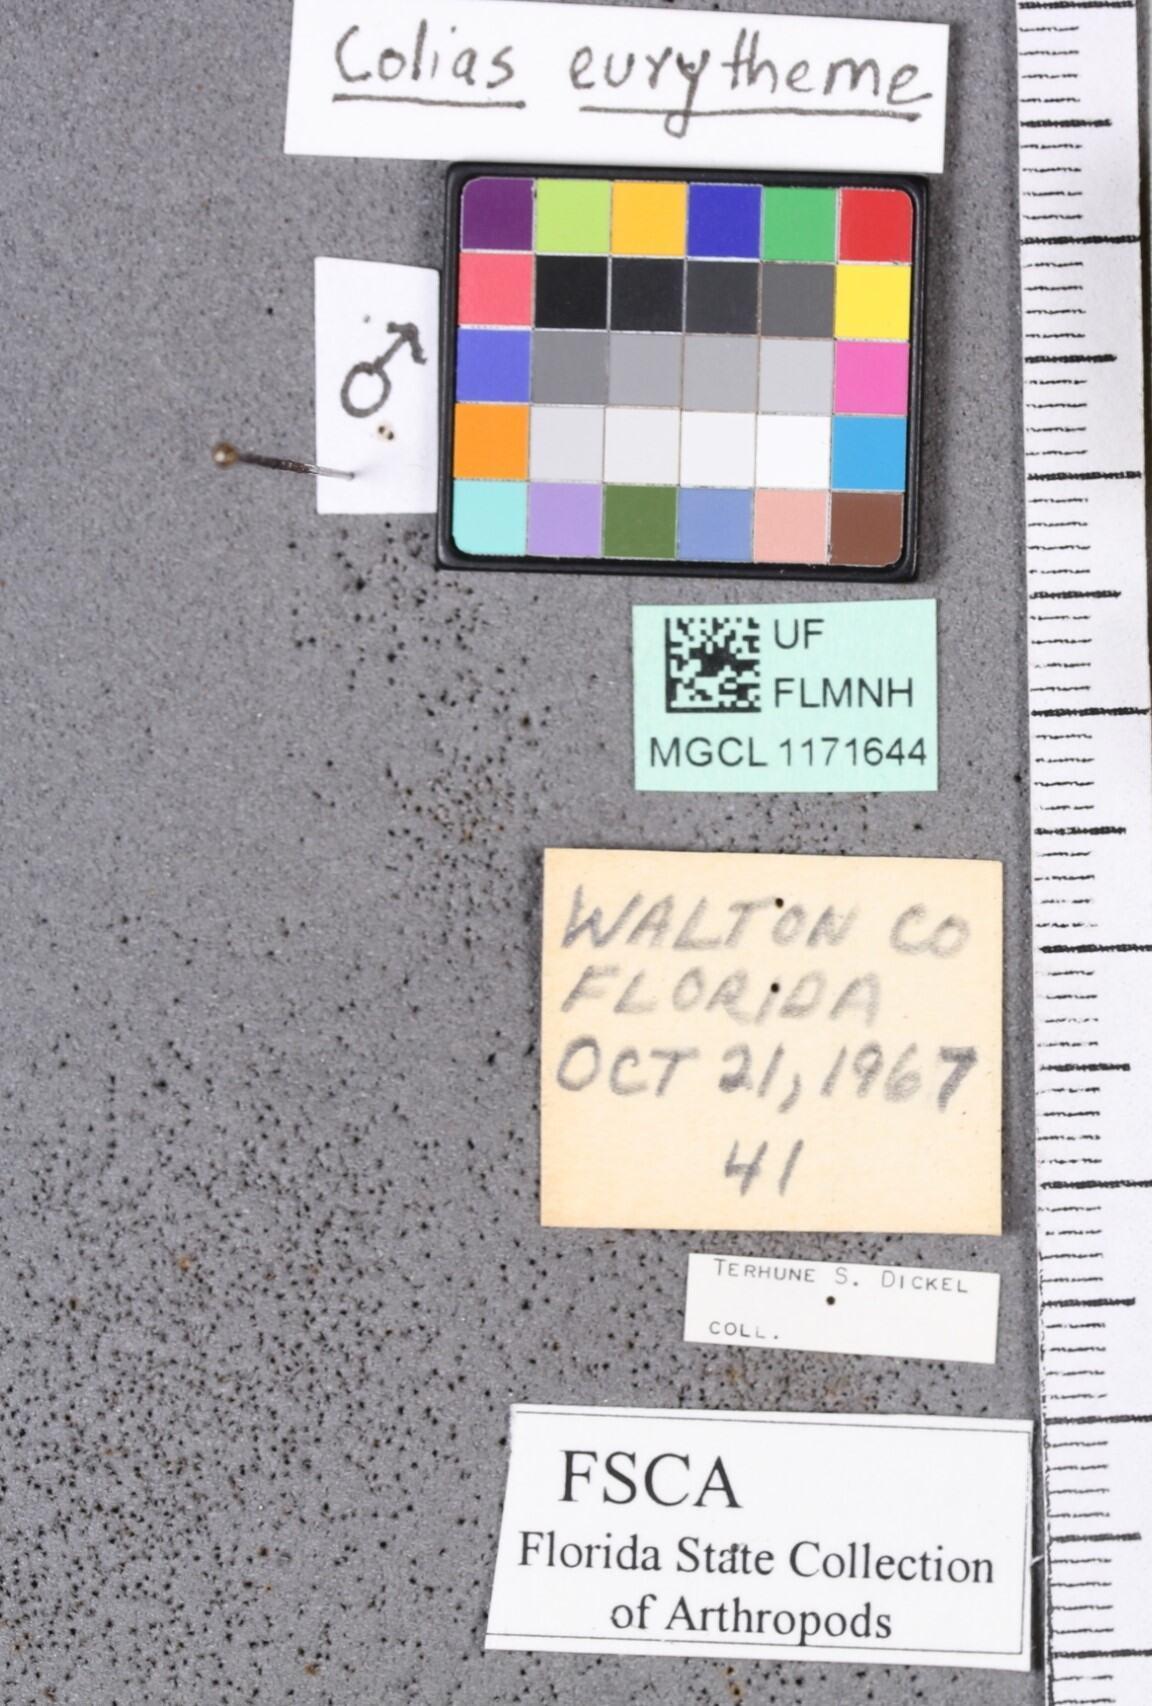 Colias eurytheme
♂
UF
FLMNH
MGCL 1171644
WALTON CO
FLORIDA
OCT 21, 1967
41
TERHUNE S. DICKEL
COLL.
FSCA
Florida State Collection
of Arthropods